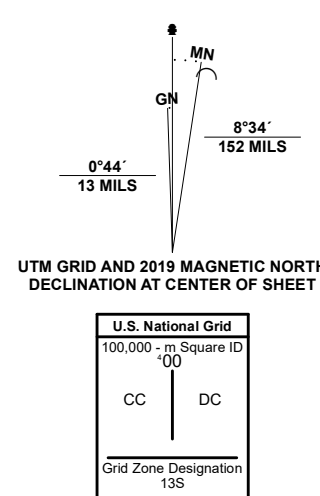 MN
GN
8°34´
152 MILS
0°44´
13 MILS
UTM GRID AND 2019 MAGNETIC NORTH
DECLINATION AT CENTER OF SHEET
U.S. National Grid
100,000 - m Square ID
⁴00
CC DC
Grid Zone Designation
13S